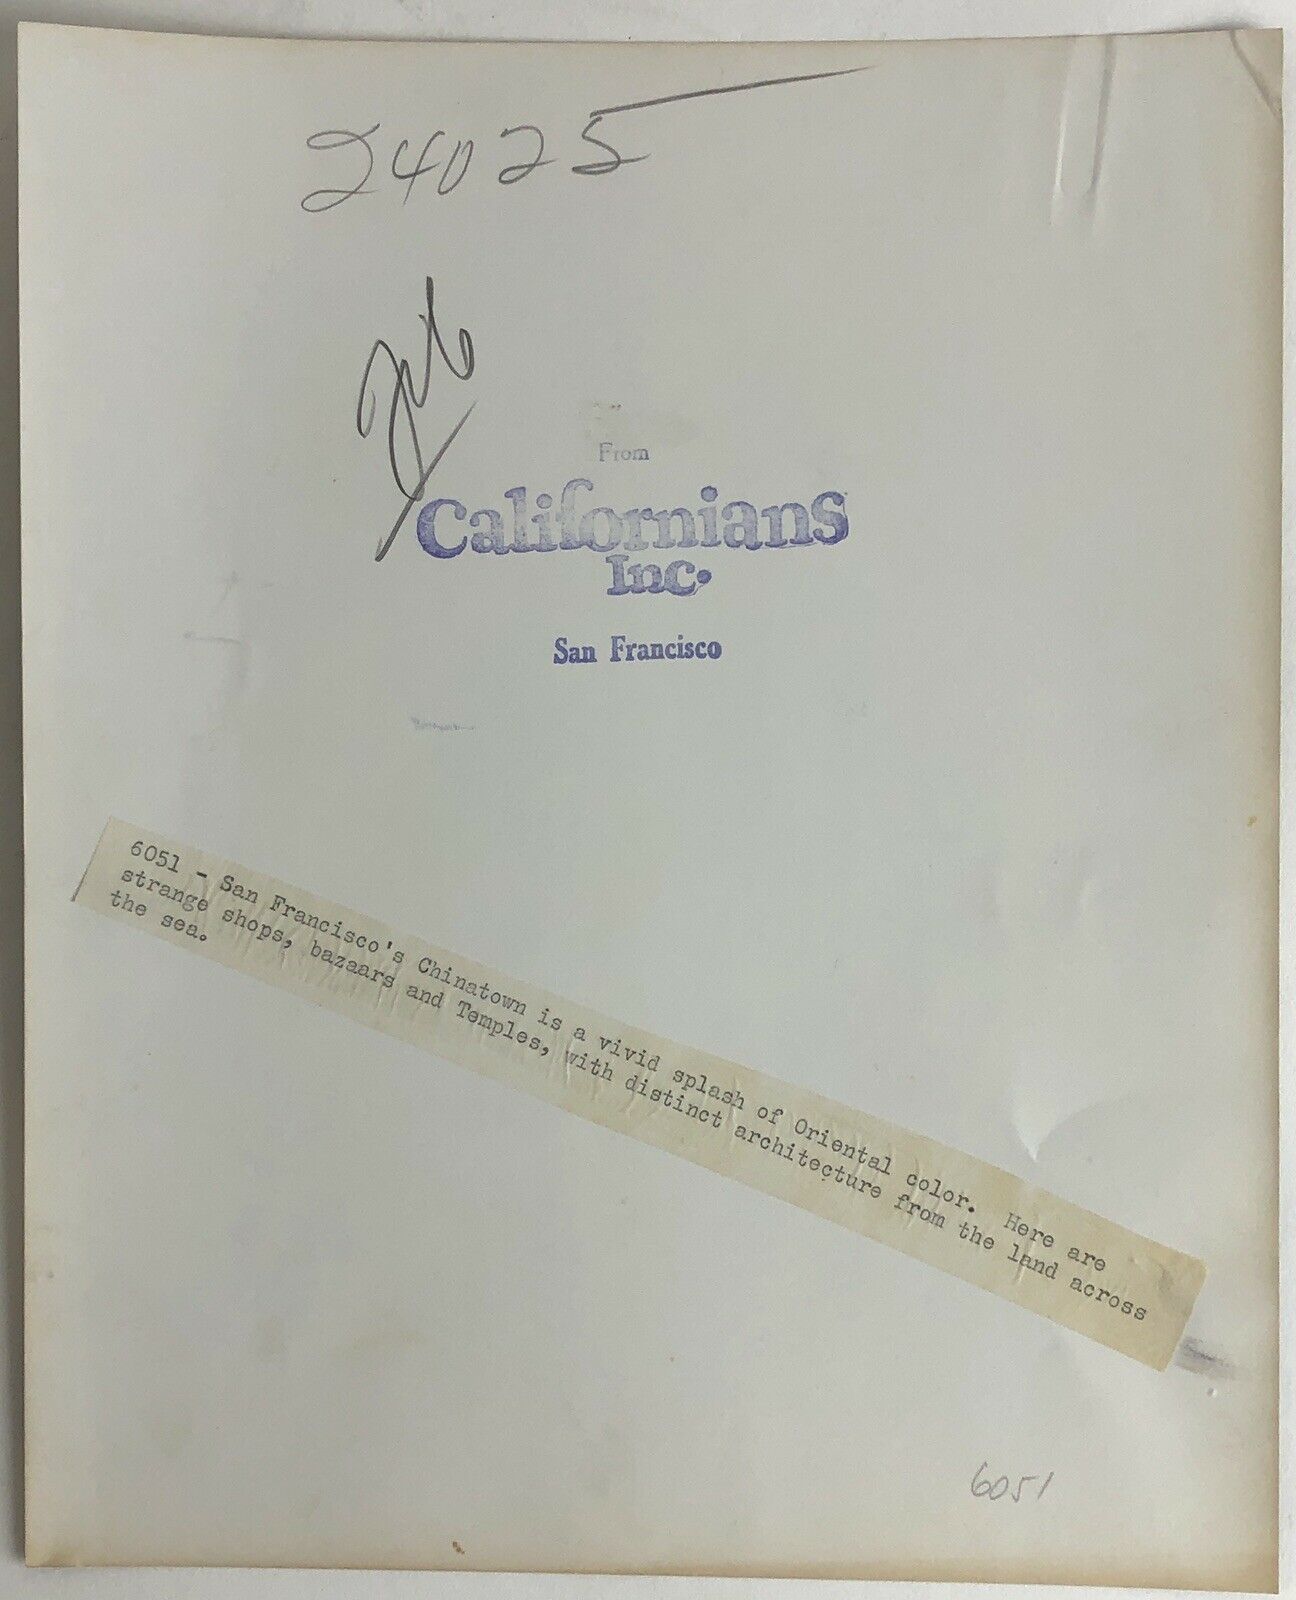 24025
From
Californians
Inc.
San Francisco
6051 - San Francisco's Chinatown is a vivid splash of Oriental color.  Here are
strange shops, bazaars and Temples, with distinct architecture from the land across
the sea.
6051